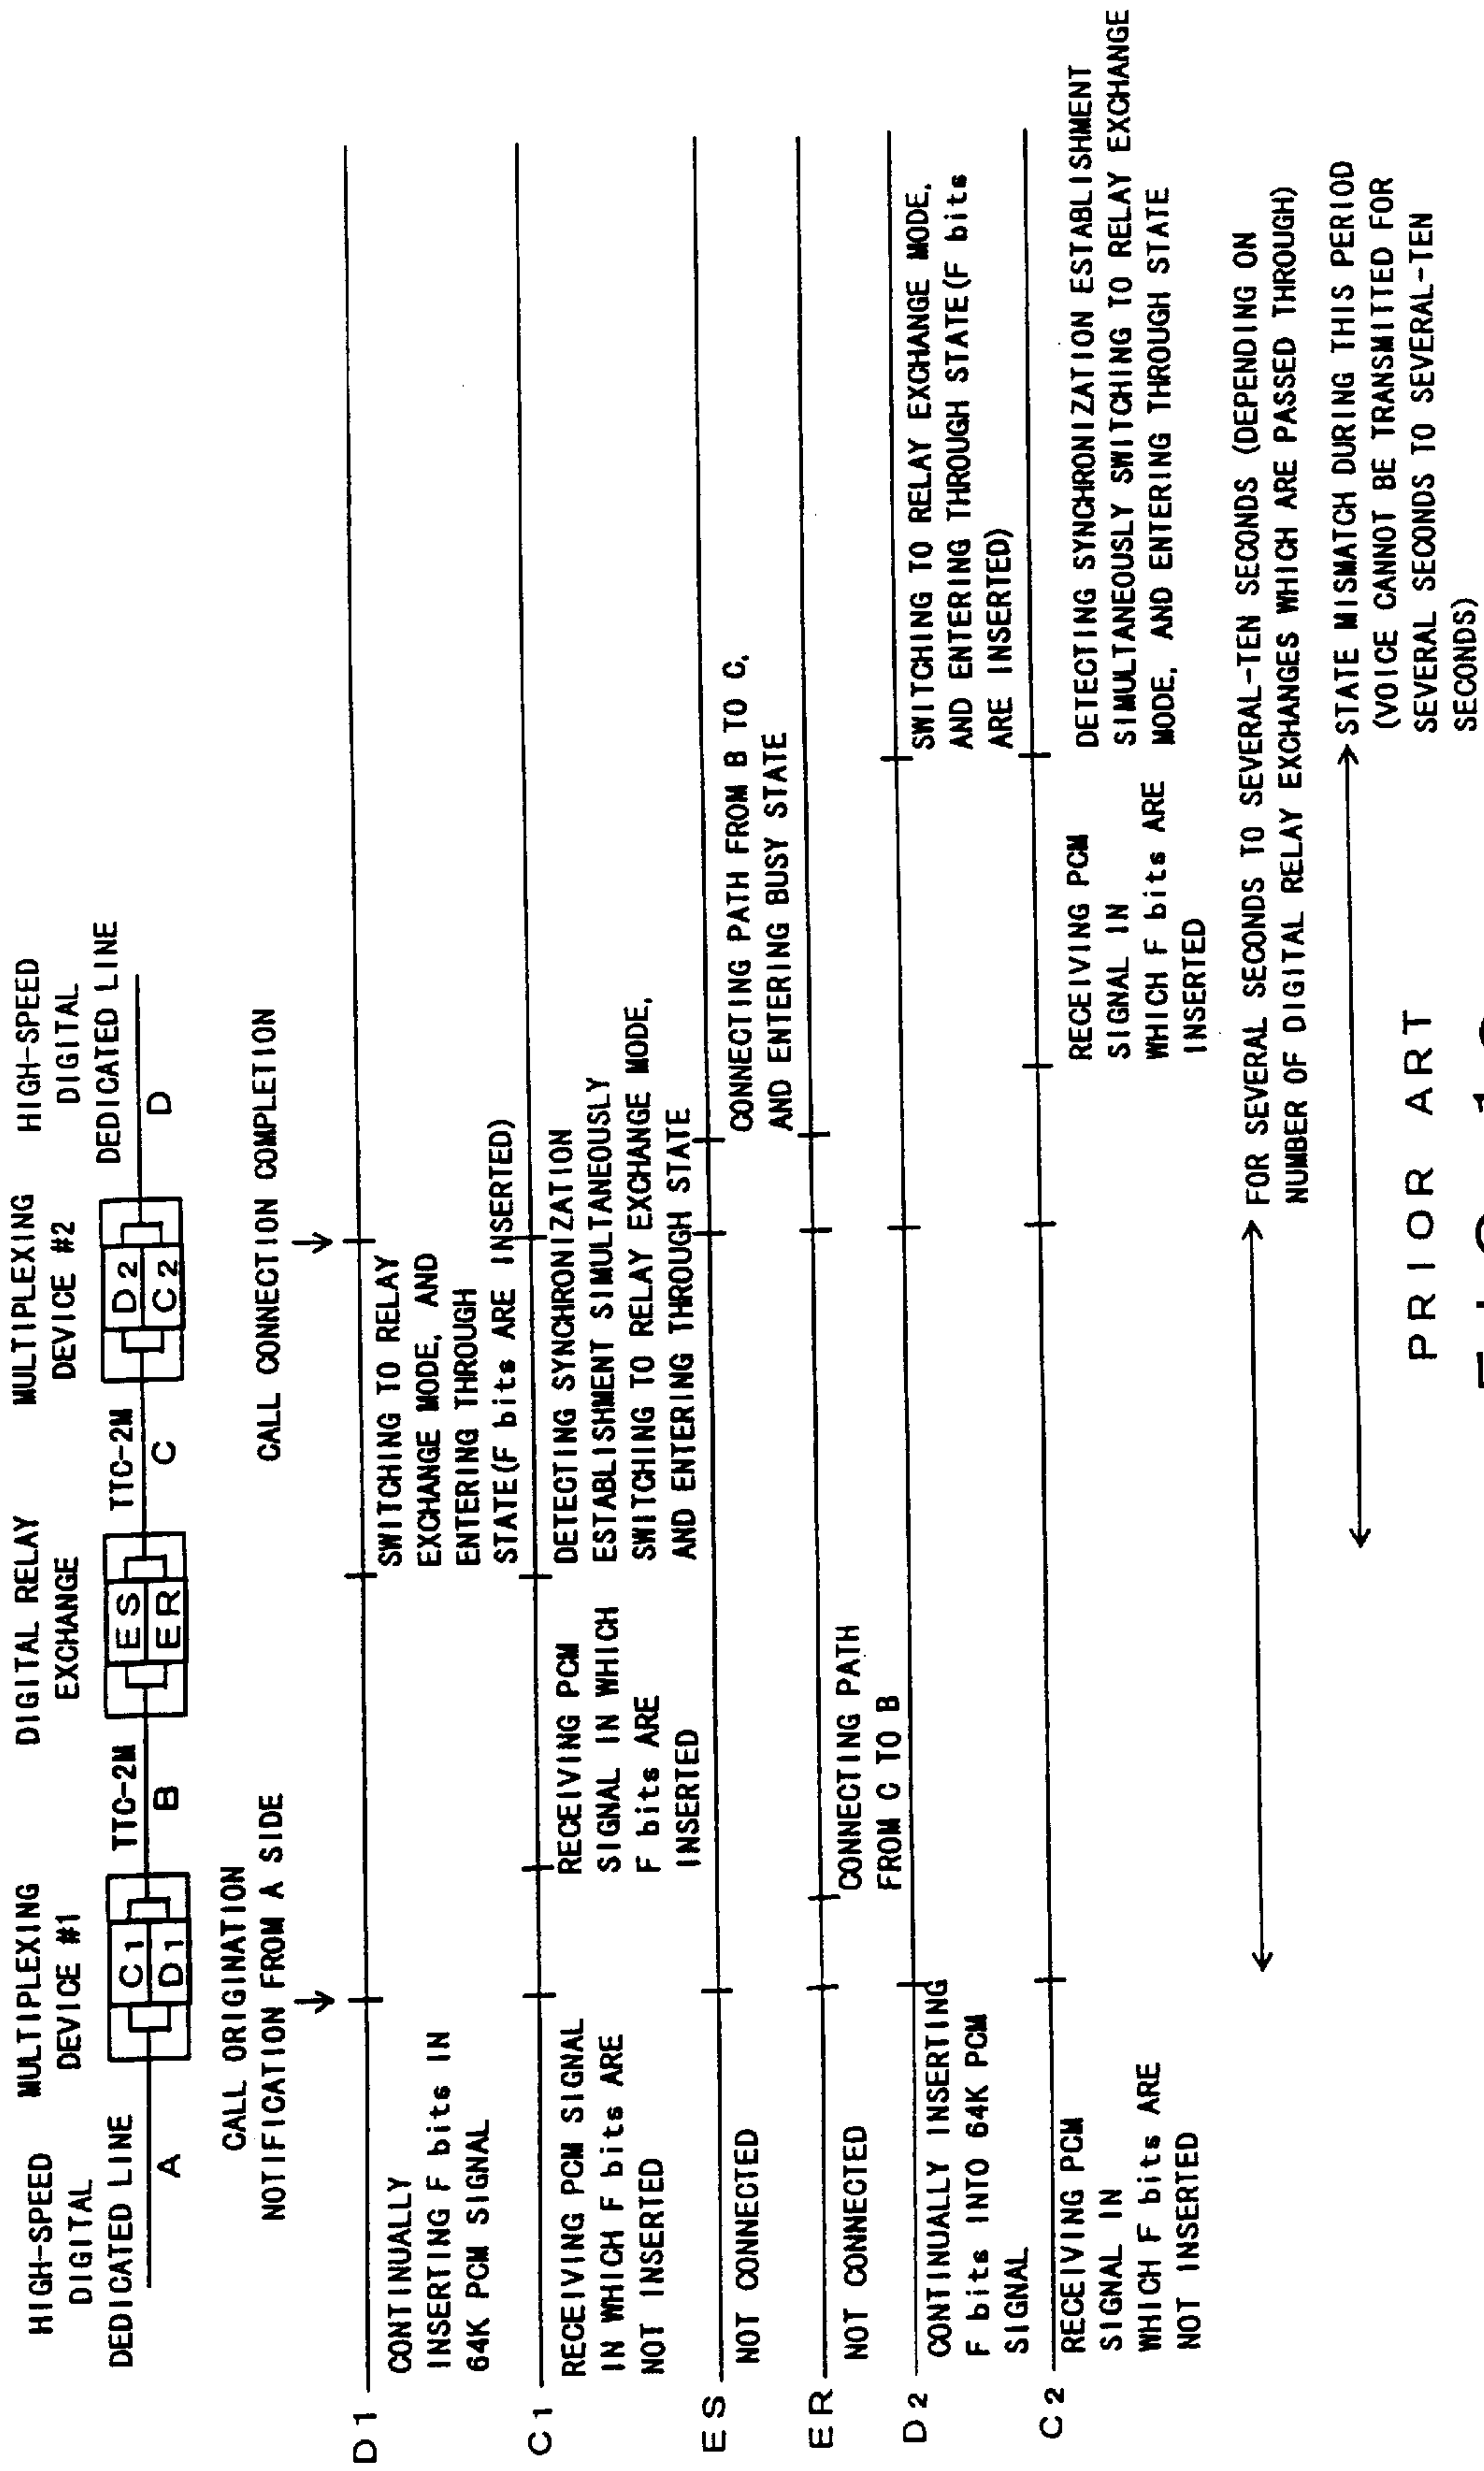 HIGH-SPEED
DIGITAL
DEDICATED LINE
A
MULTIPLEXING
DEVICE #1
C1
D1
TTC-2M
B
DIGITAL RELAY
EXCHANGE
ES
ER
TTC-2M
C
MULTIPLEXING
DEVICE #2
D2
C2
HIGH-SPEED
DIGITAL
DEDICATED LINE
D
CALL ORIGINATION
NOTIFICATION FROM A SIDE
CALL CONNECTION COMPLETION
D1
CONTINUALLY
INSERTING F bits IN
64K PCM SIGNAL
SWITCHING TO RELAY
EXCHANGE MODE, AND
ENTERING THROUGH
STATE(F bits ARE INSERTED)
C1
RECEIVING PCM SIGNAL
IN WHICH F bits ARE
NOT INSERTED
RECEIVING PCM
SIGNAL IN WHICH
F bits ARE
INSERTED
DETECTING SYNCHRONIZATION
ESTABLISHMENT SIMULTANEOUSLY
SWITCHING TO RELAY EXCHANGE MODE,
AND ENTERING THROUGH STATE
ES
NOT CONNECTED
CONNECTING PATH FROM B TO C,
AND ENTERING BUSY STATE
ER
NOT CONNECTED
CONNECTING PATH
FROM C TO B
D2
CONTINUALLY INSERTING
F bits INTO 64K PCM
SIGNAL
SWITCHING TO RELAY EXCHANGE MODE,
AND ENTERING THROUGH STATE(F bits
ARE INSERTED)
C2
RECEIVING PCM
SIGNAL IN
WHICH F bits ARE
NOT INSERTED
RECEIVING PCM
SIGNAL IN
WHICH F bits ARE
INSERTED
DETECTING SYNCHRONIZATION ESTABLISHMENT
SIMULTANEOUSLY SWITCHING TO RELAY EXCHANGE
MODE, AND ENTERING THROUGH STATE
FOR SEVERAL SECONDS TO SEVERAL-TEN SECONDS (DEPENDING ON
NUMBER OF DIGITAL RELAY EXCHANGES WHICH ARE PASSED THROUGH)
STATE MISMATCH DURING THIS PERIOD
(VOICE CANNOT BE TRANSMITTED FOR
SEVERAL SECONDS TO SEVERAL-TEN
SECONDS)
PRIOR ART